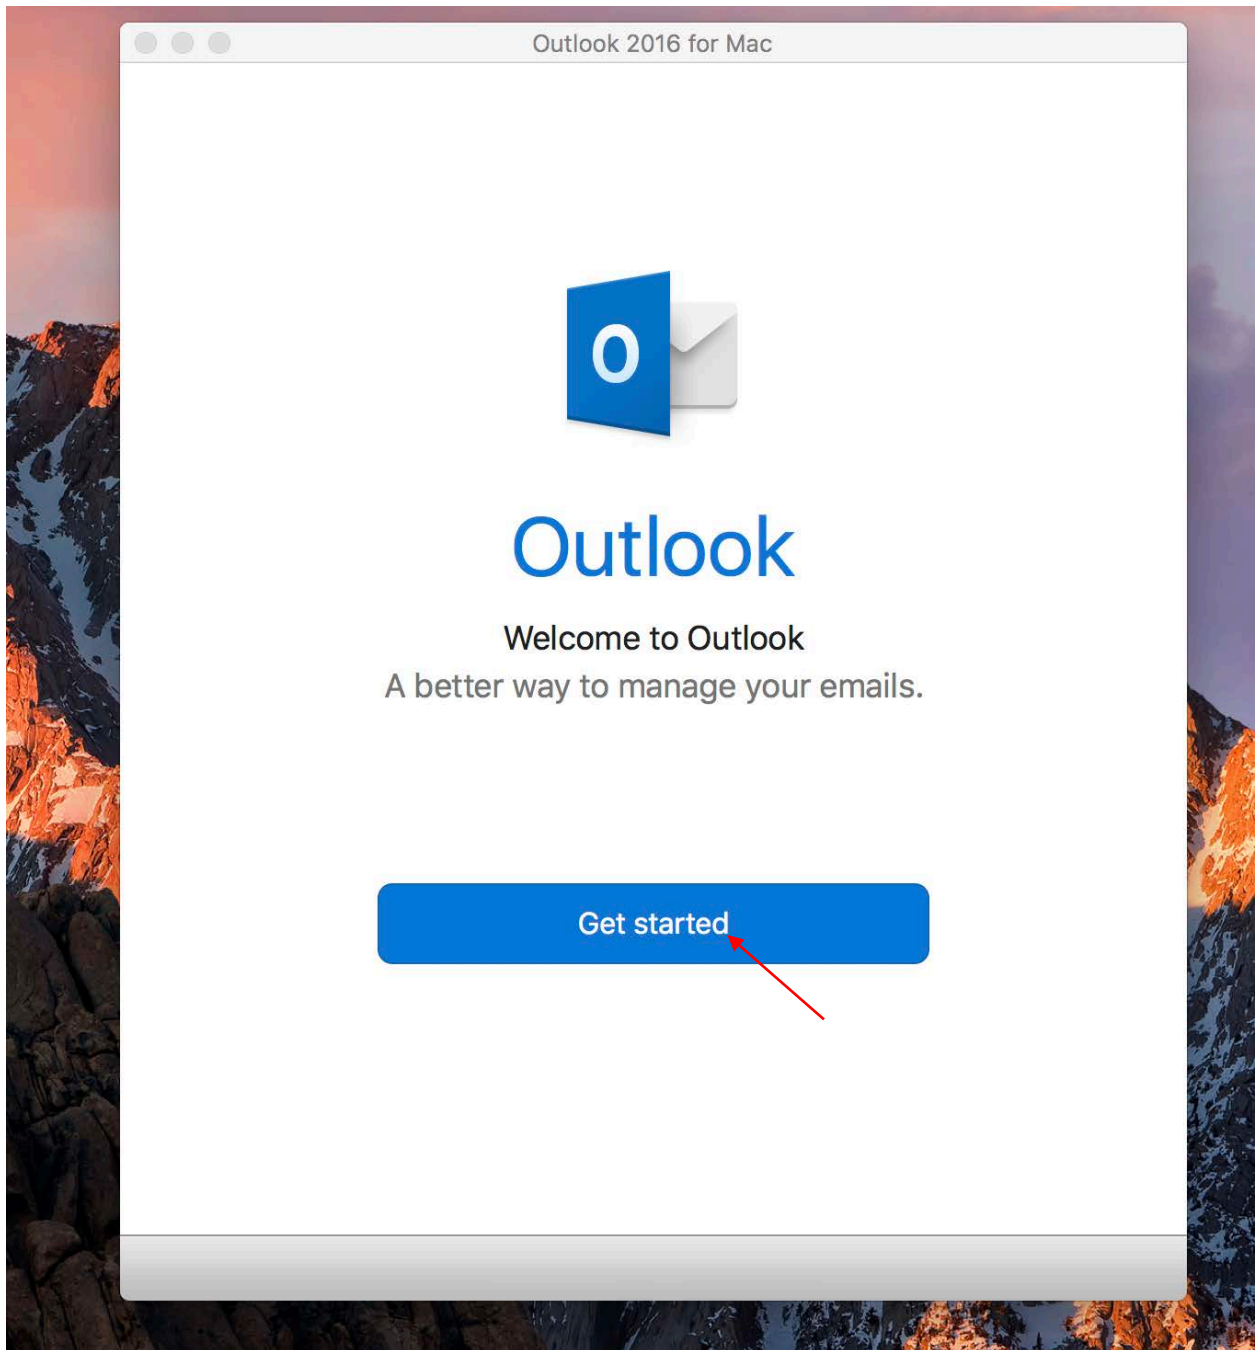 Outlook 2016 for Mac
O
Outlook
Welcome to Outlook
A better way to manage your emails.
Get started